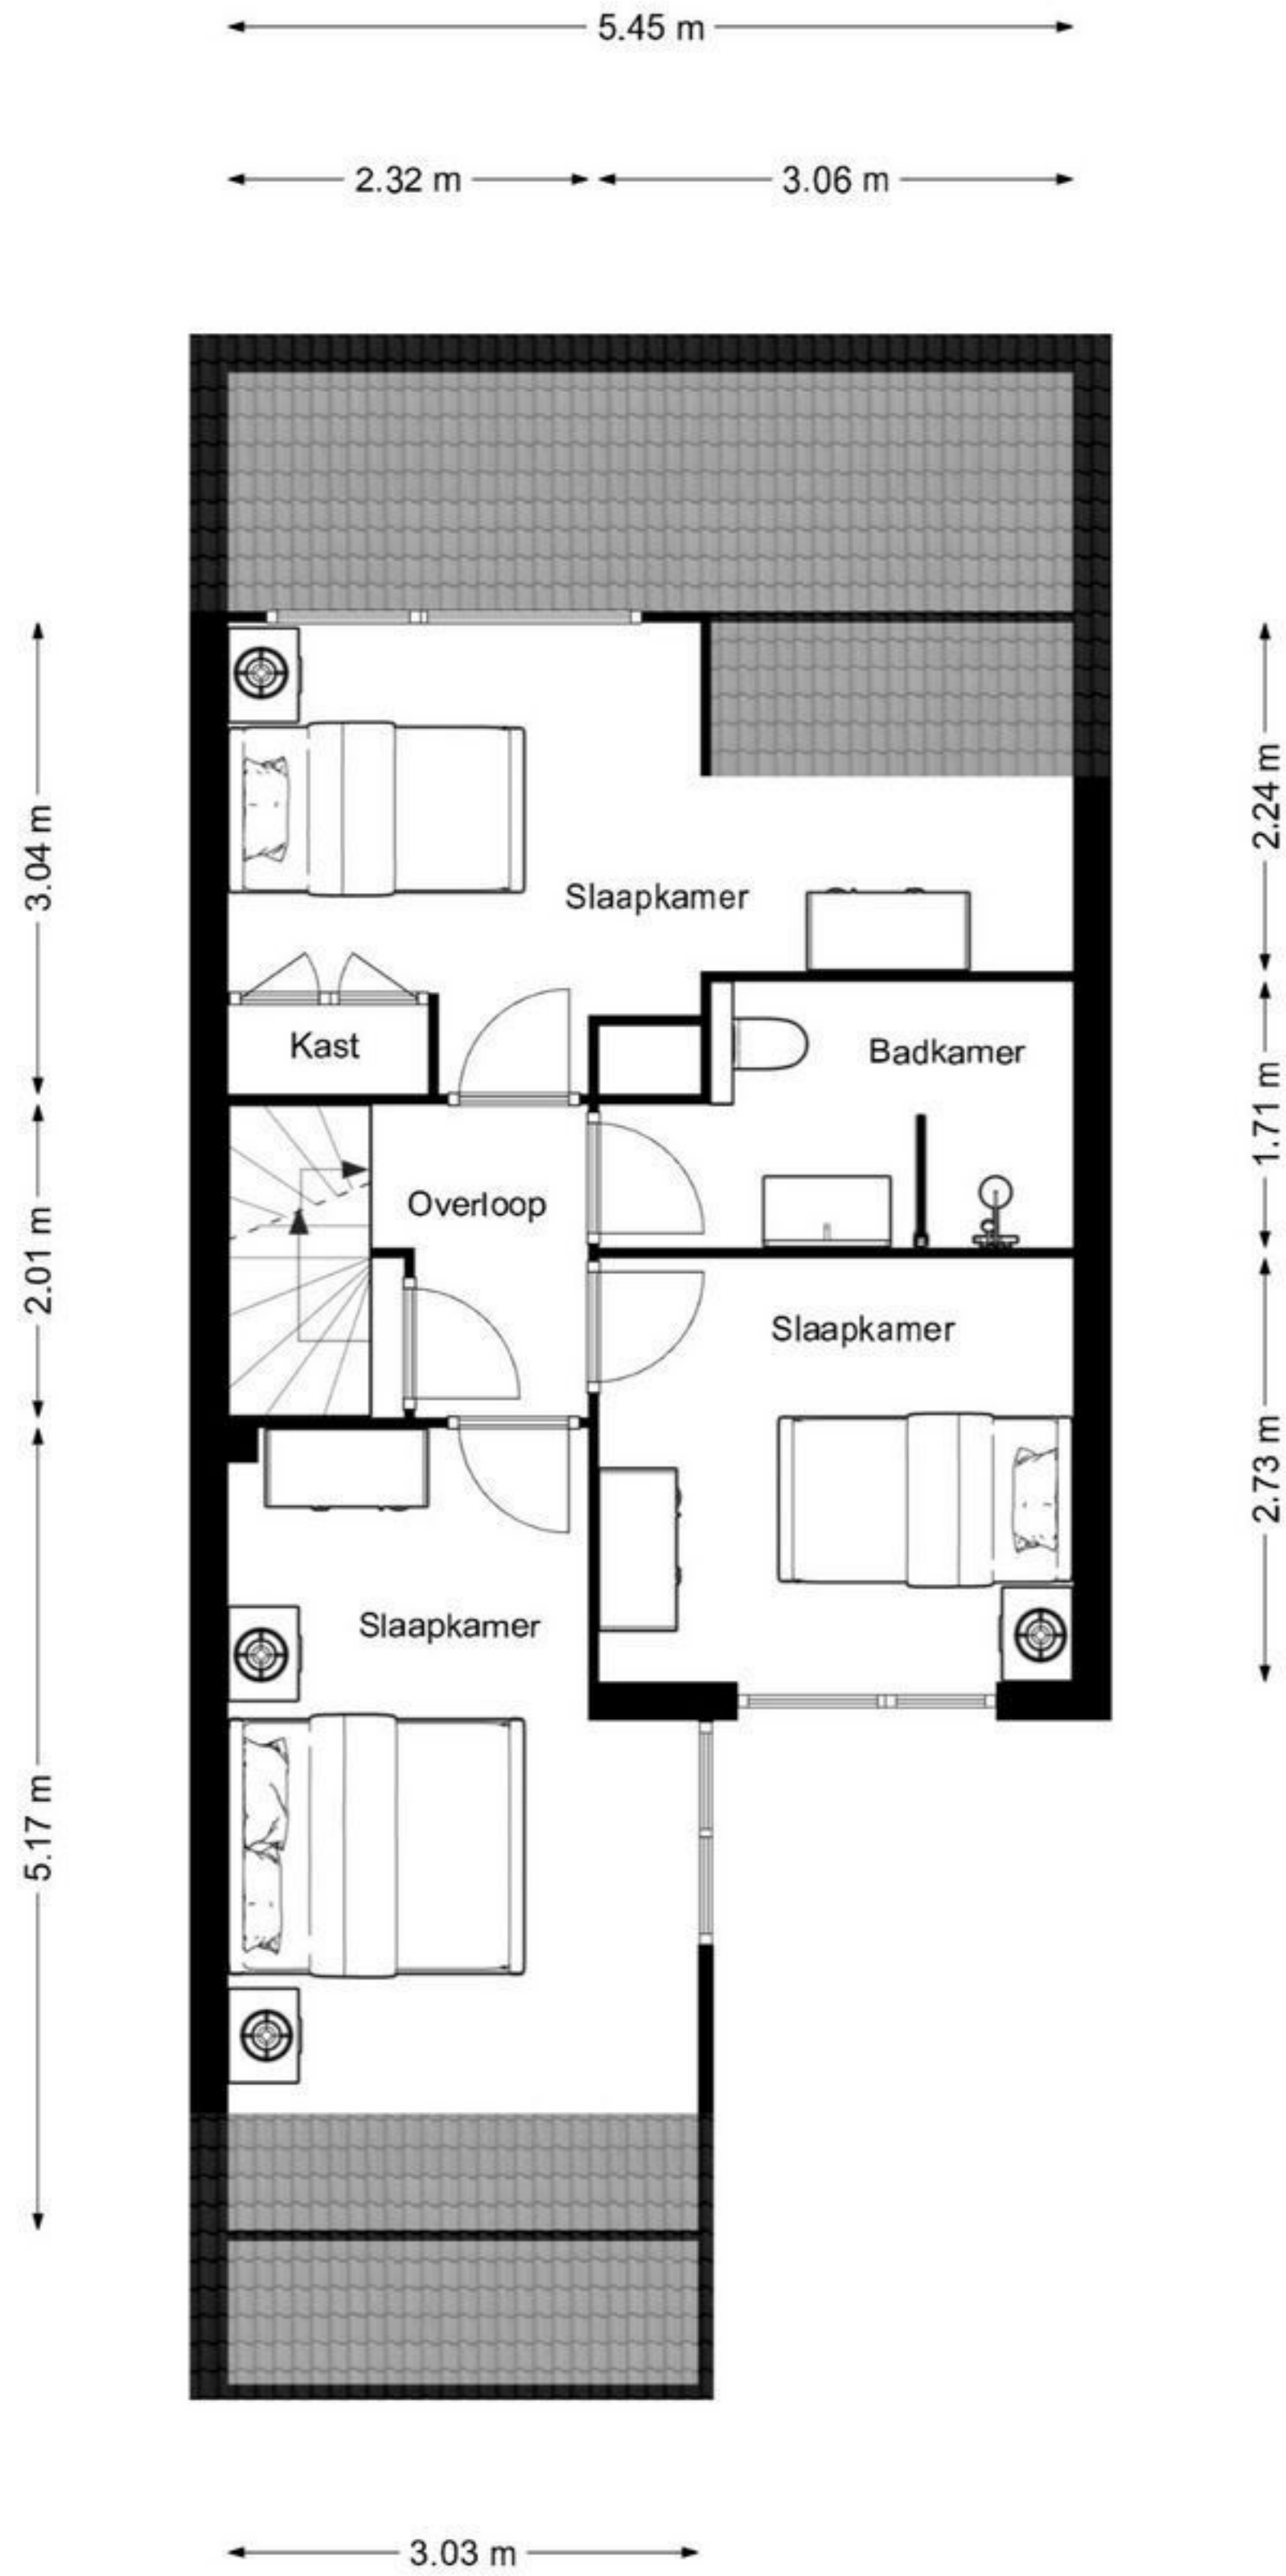 5.45 m
2.32 m
3.06 m
3.04 m
2.24 m
Slaapkamer
Kast
Badkamer
1.71 m
Overloop
2.01 m
Slaapkamer
2.73 m
Slaapkamer
5.17 m
3.03 m